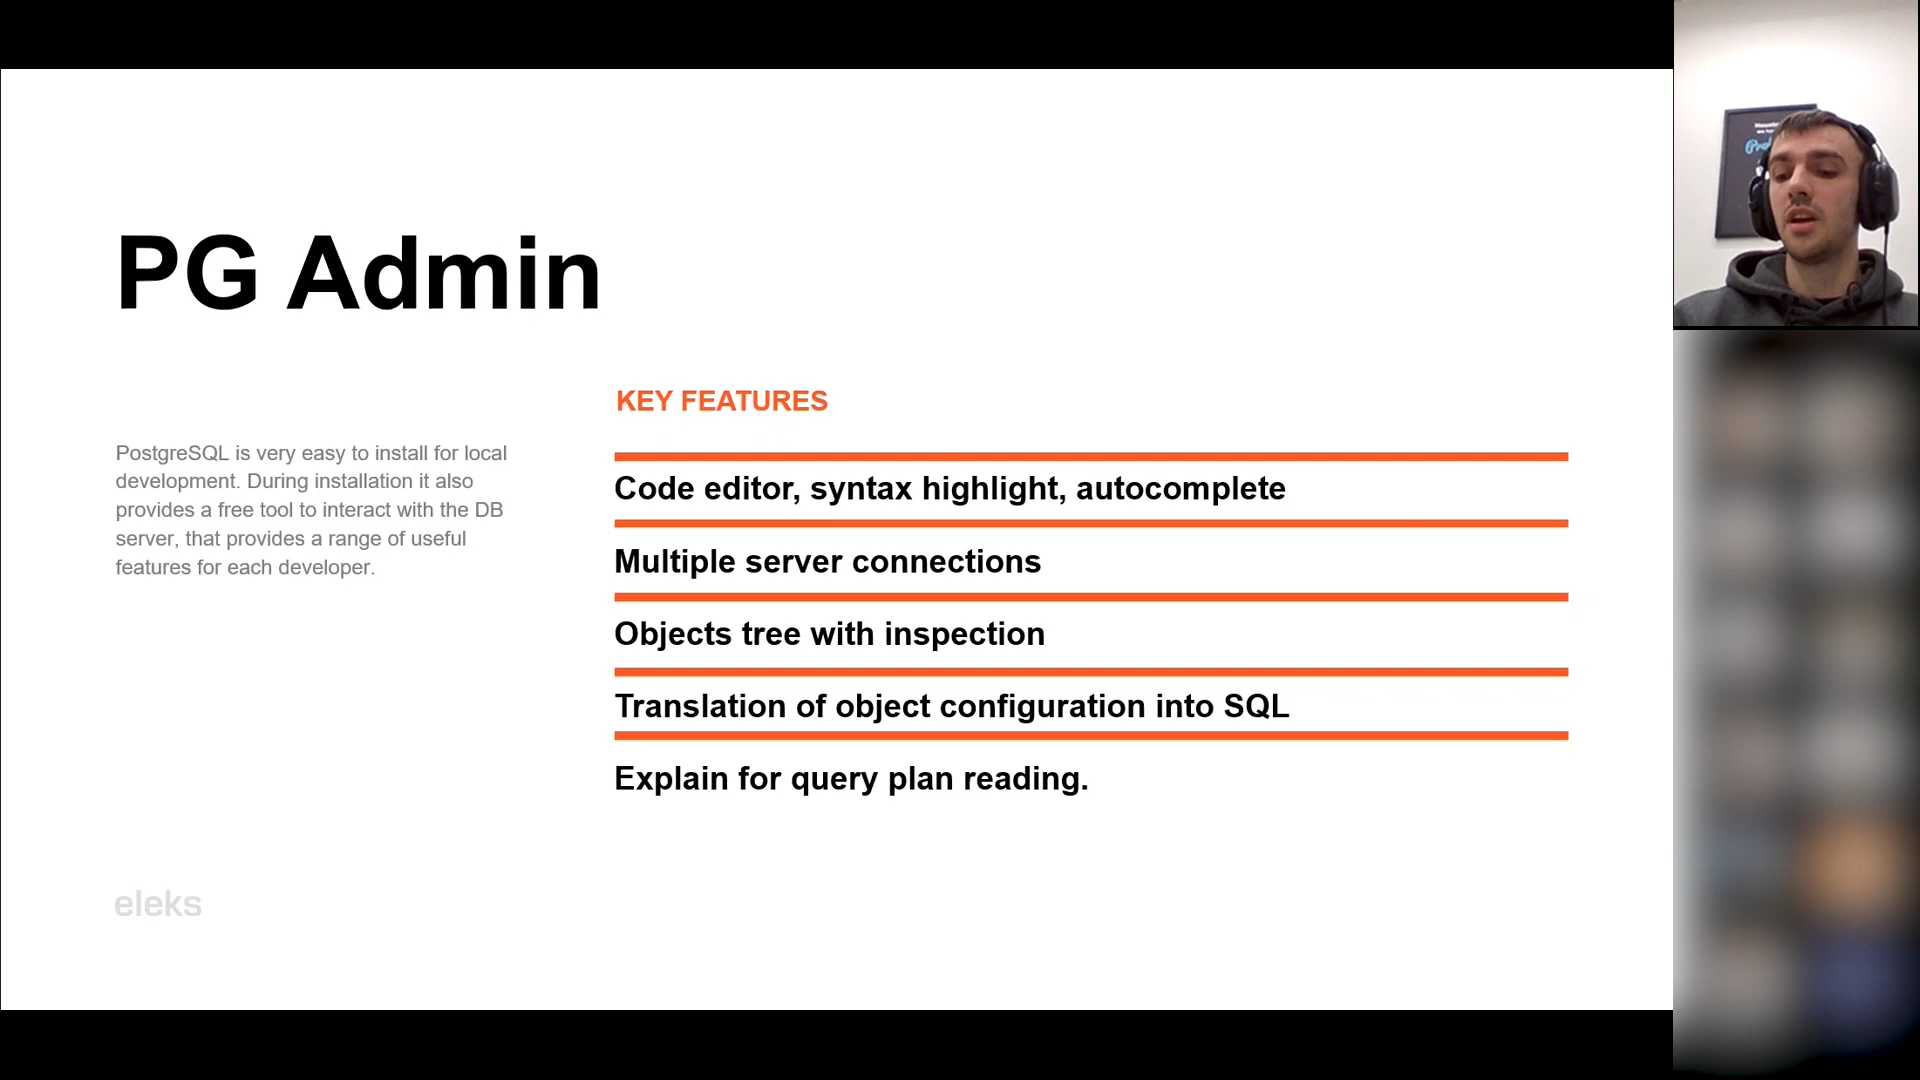 PG Admin
KEY FEATURES
PostgreSQL is very easy to install for local
development. During installation it also
provides a free tool to interact with the DB
server, that provides a range of useful
features for each developer.
Code editor, syntax highlight, autocomplete
Multiple server connections
Objects tree with inspection
Translation of object configuration into SQL
Explain for query plan reading.
eleks